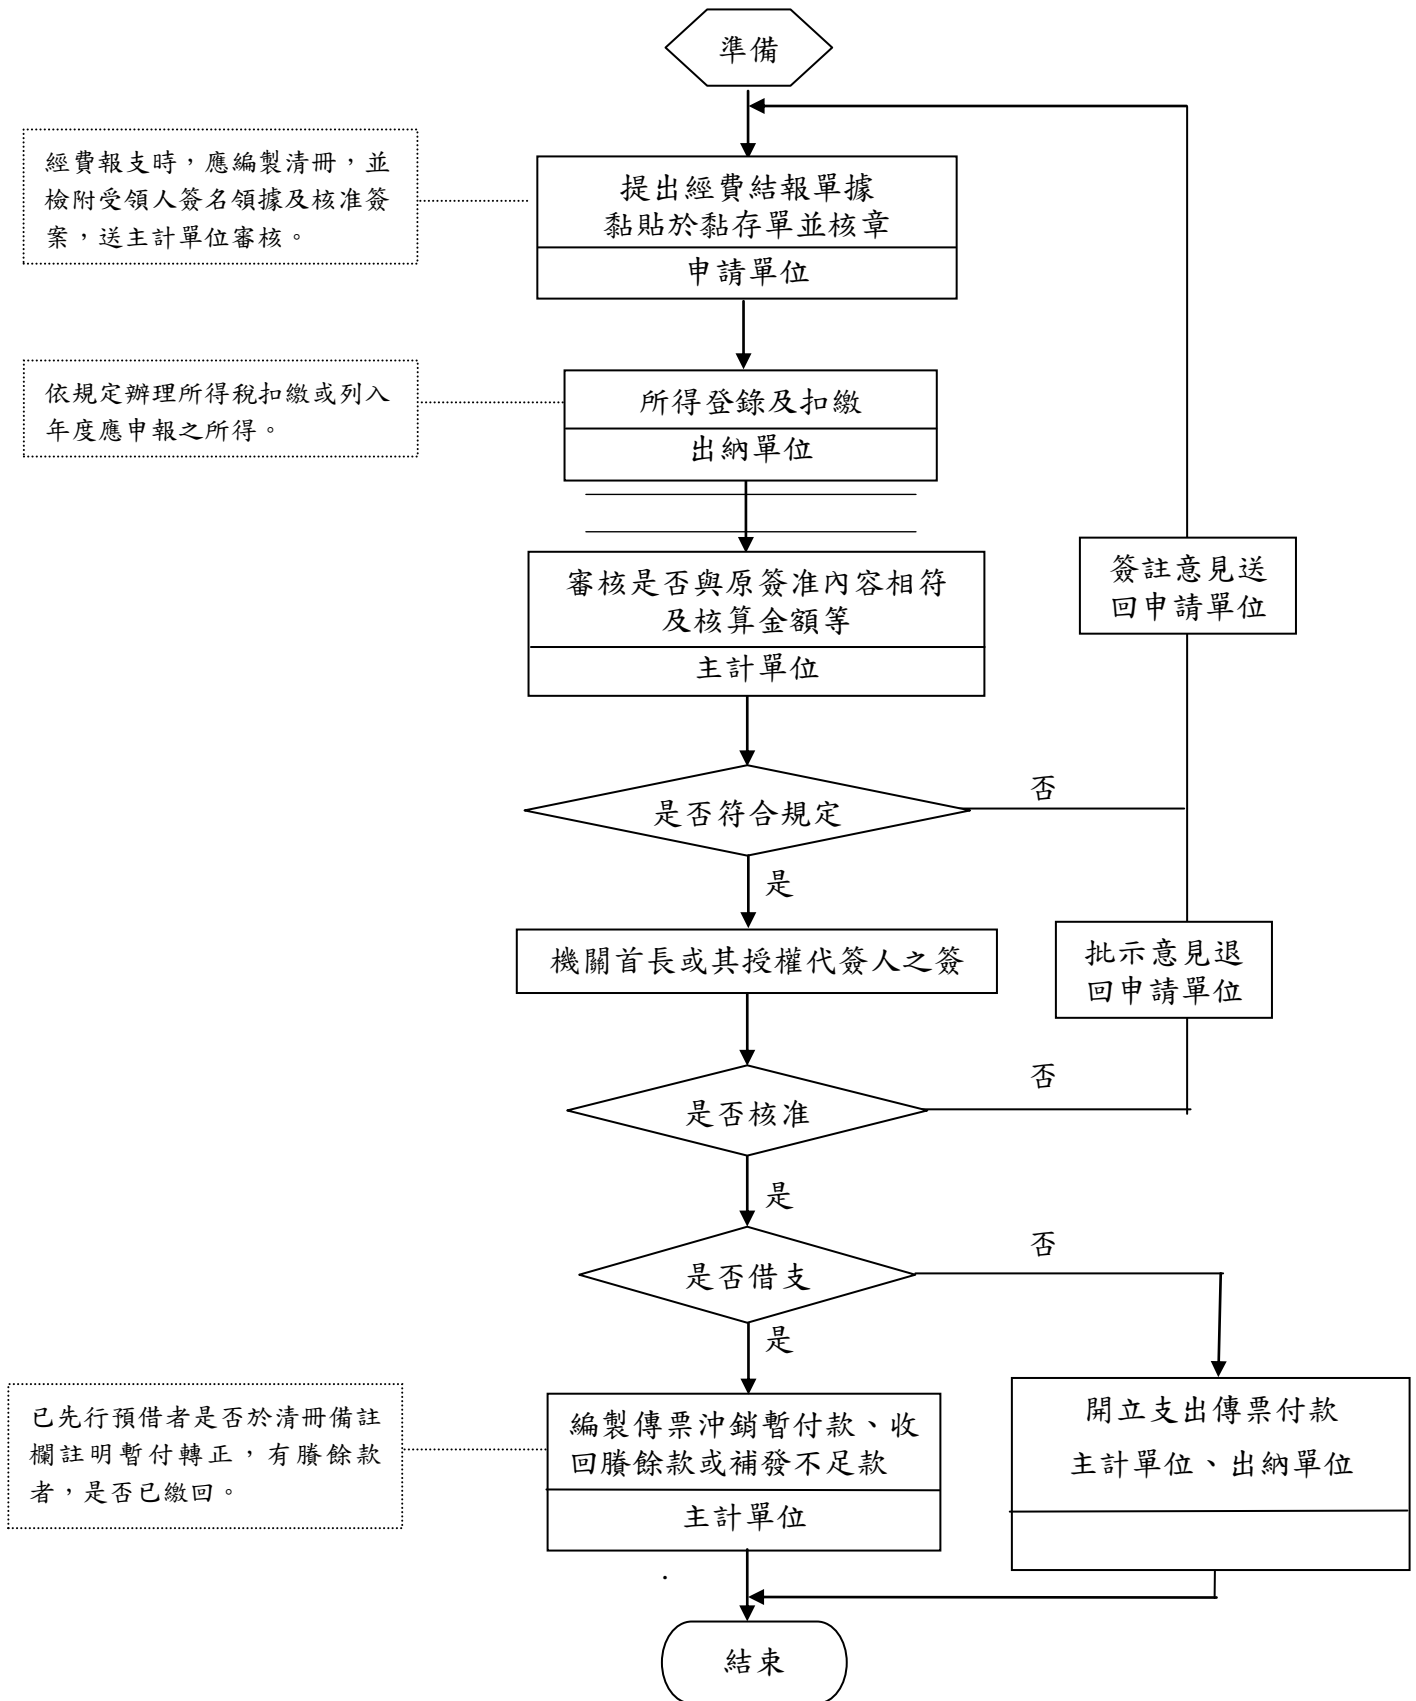 準備
經費報支時，應編製清冊，並
檢附受領人簽名領據及核准簽
案，送主計單位審核。
提出經費結報單據
黏貼於黏存單並核章
申請單位
依規定辦理所得稅扣繳或列入
年度應申報之所得。
所得登錄及扣繳
出納單位
審核是否與原簽准內容相符
及核算金額等
主計單位
簽註意見送
回申請單位
是否符合規定
否
是
機關首長或其授權代簽人之簽
批示意見退
回申請單位
是否核准
否
是
是否借支
否
是
已先行預借者是否於清冊備註
欄註明暫付轉正，有賸餘款
者，是否已繳回。
編製傳票沖銷暫付款、收
回賸餘款或補發不足款
主計單位
開立支出傳票付款
主計單位、出納單位
.
結束